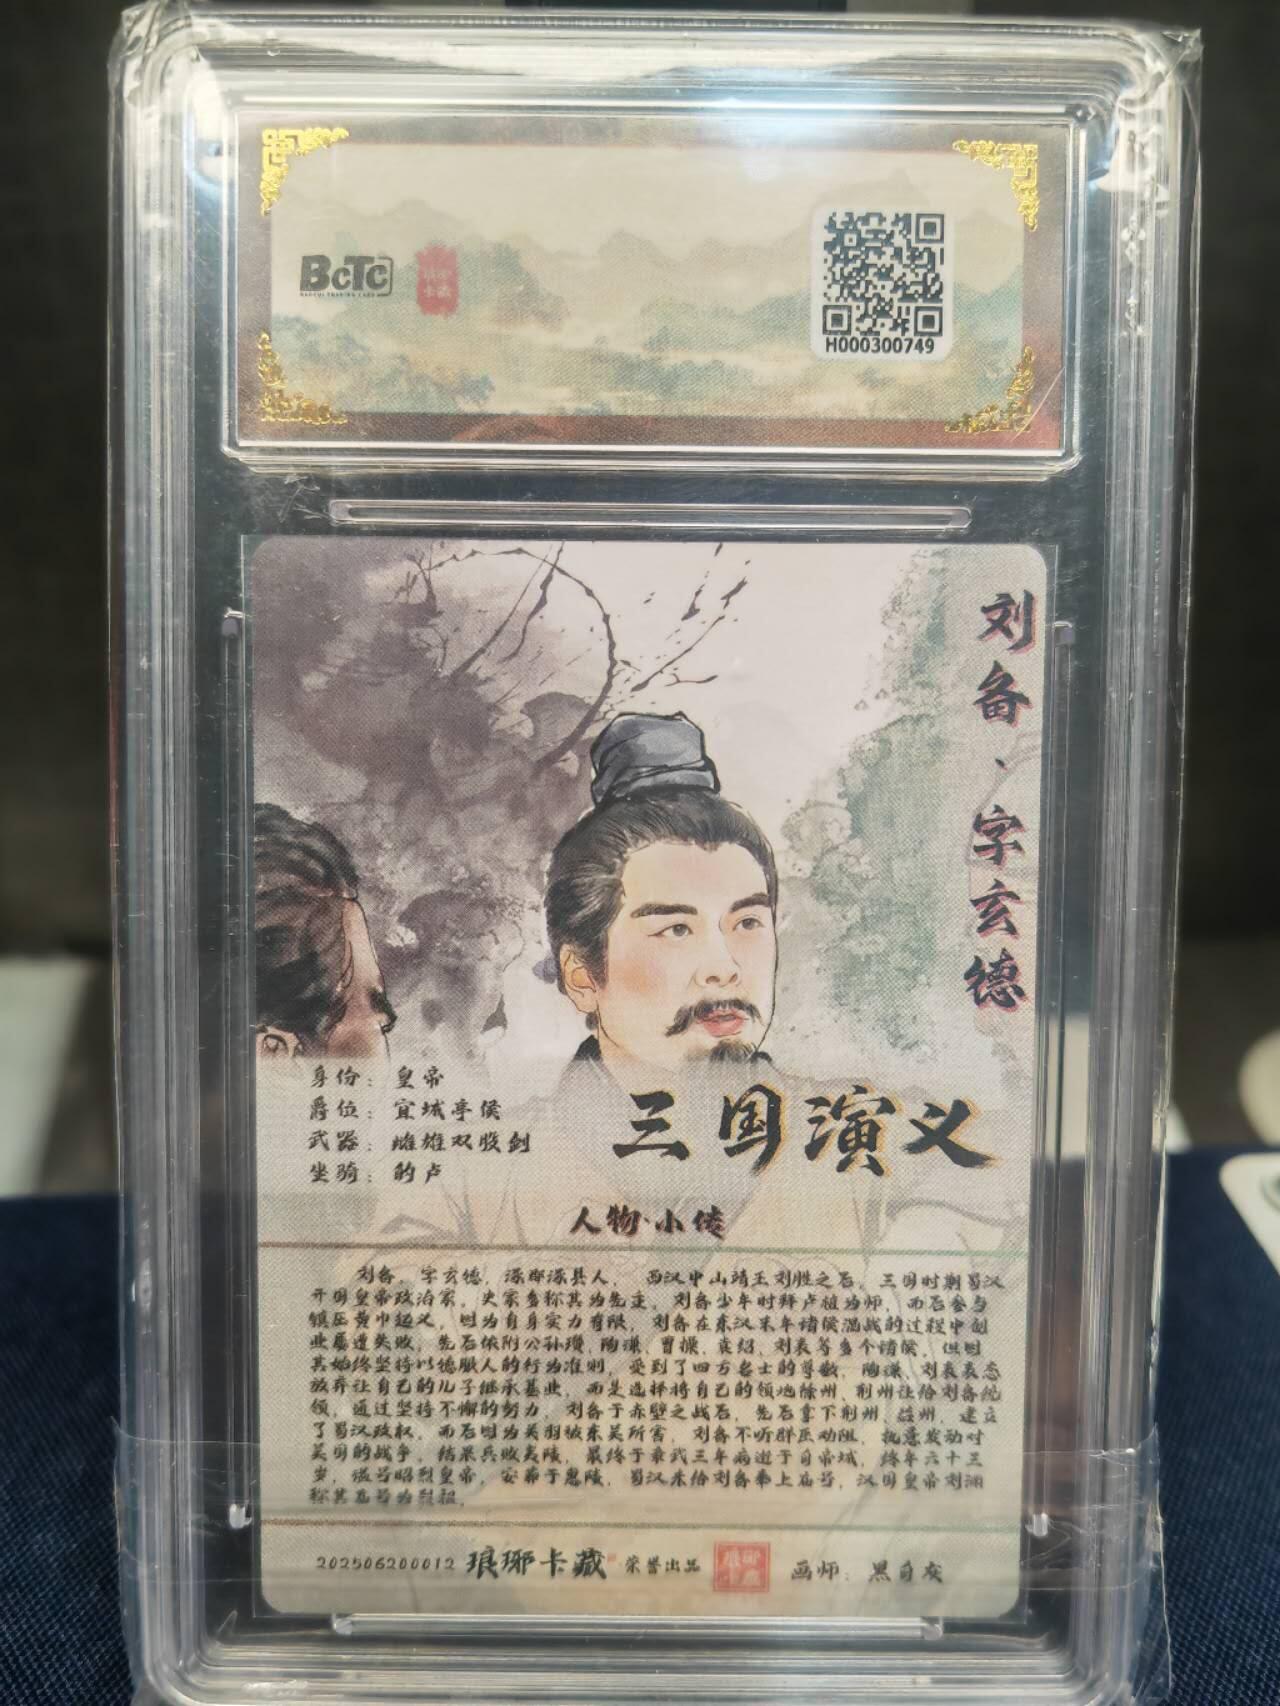 BCTC
H000300749
刘备、字玄德
身份：皇帝
爵位：宜城亭侯
武器：雌雄双股剑
坐骑：的卢
三国演义
人物·小传
刘备，字玄德，涿郡涿县人，西汉中山靖王刘胜之后，三国时期蜀汉
开国皇帝政治家，史家多称其为先主，刘备少年时拜卢植为师，而后参与
镇压黄巾起义，因为自身实力有限，刘备在东汉末年诸侯混战的过程中创
业屡遭失败，先后依附公孙瓒，陶谦，曹操，袁绍，刘表等多个诸侯，但因
其始终坚持以德服人的行为准则，受到了四方名士的尊敬，陶谦、刘表表态
放弃让自己的儿子继承基业，而是选择将自己的领地徐州、荆州让给刘备统
领，通过坚持不懈的努力，刘备于赤壁之战后，先后拿下荆州、益州，建立
了蜀汉政权，而后因为关羽被东吴所害，刘备不听群臣劝阻，执意发动对
吴国的战争，结果兵败夷陵，最终于章武三年病逝于白帝城，终年六十三
岁，谥号昭烈皇帝，安葬于惠陵，蜀汉未给刘备奉上庙号，汉国皇帝刘渊
称其庙号为烈祖。
202506200012 琅琊卡藏 荣誉出品 画师：黑白灰